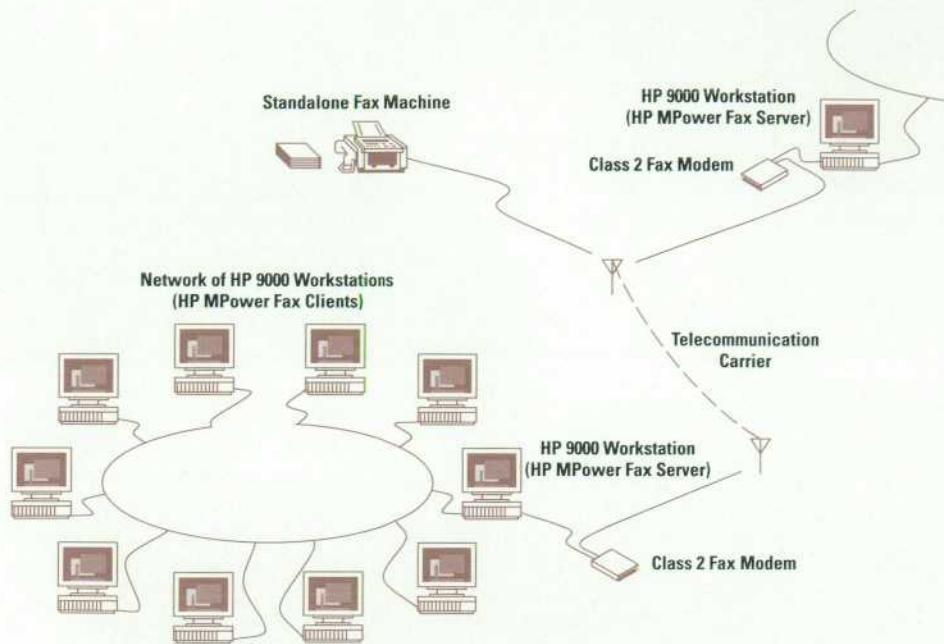 Standalone Fax Machine
HP 9000 Workstation
(HP MPower Fax Server)
Class 2 Fax Modem
Network of HP 9000 Workstations
(HP MPower Fax Clients)
Telecommunication
Carrier
HP 9000 Workstation
(HP MPower Fax Server)
Class 2 Fax Modem